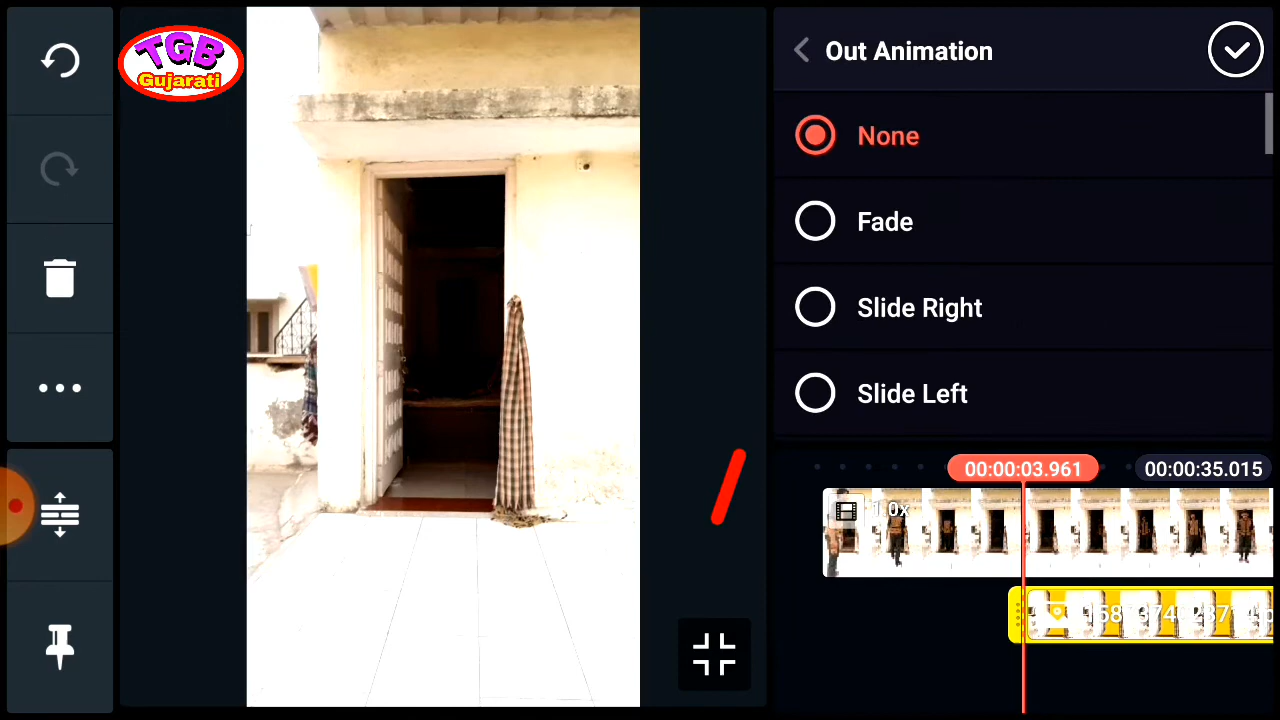 TGB
Gujarati
Out Animation
None
Fade
Slide Right
Slide Left
00:00:03.961
00:00:35.015
1.0x